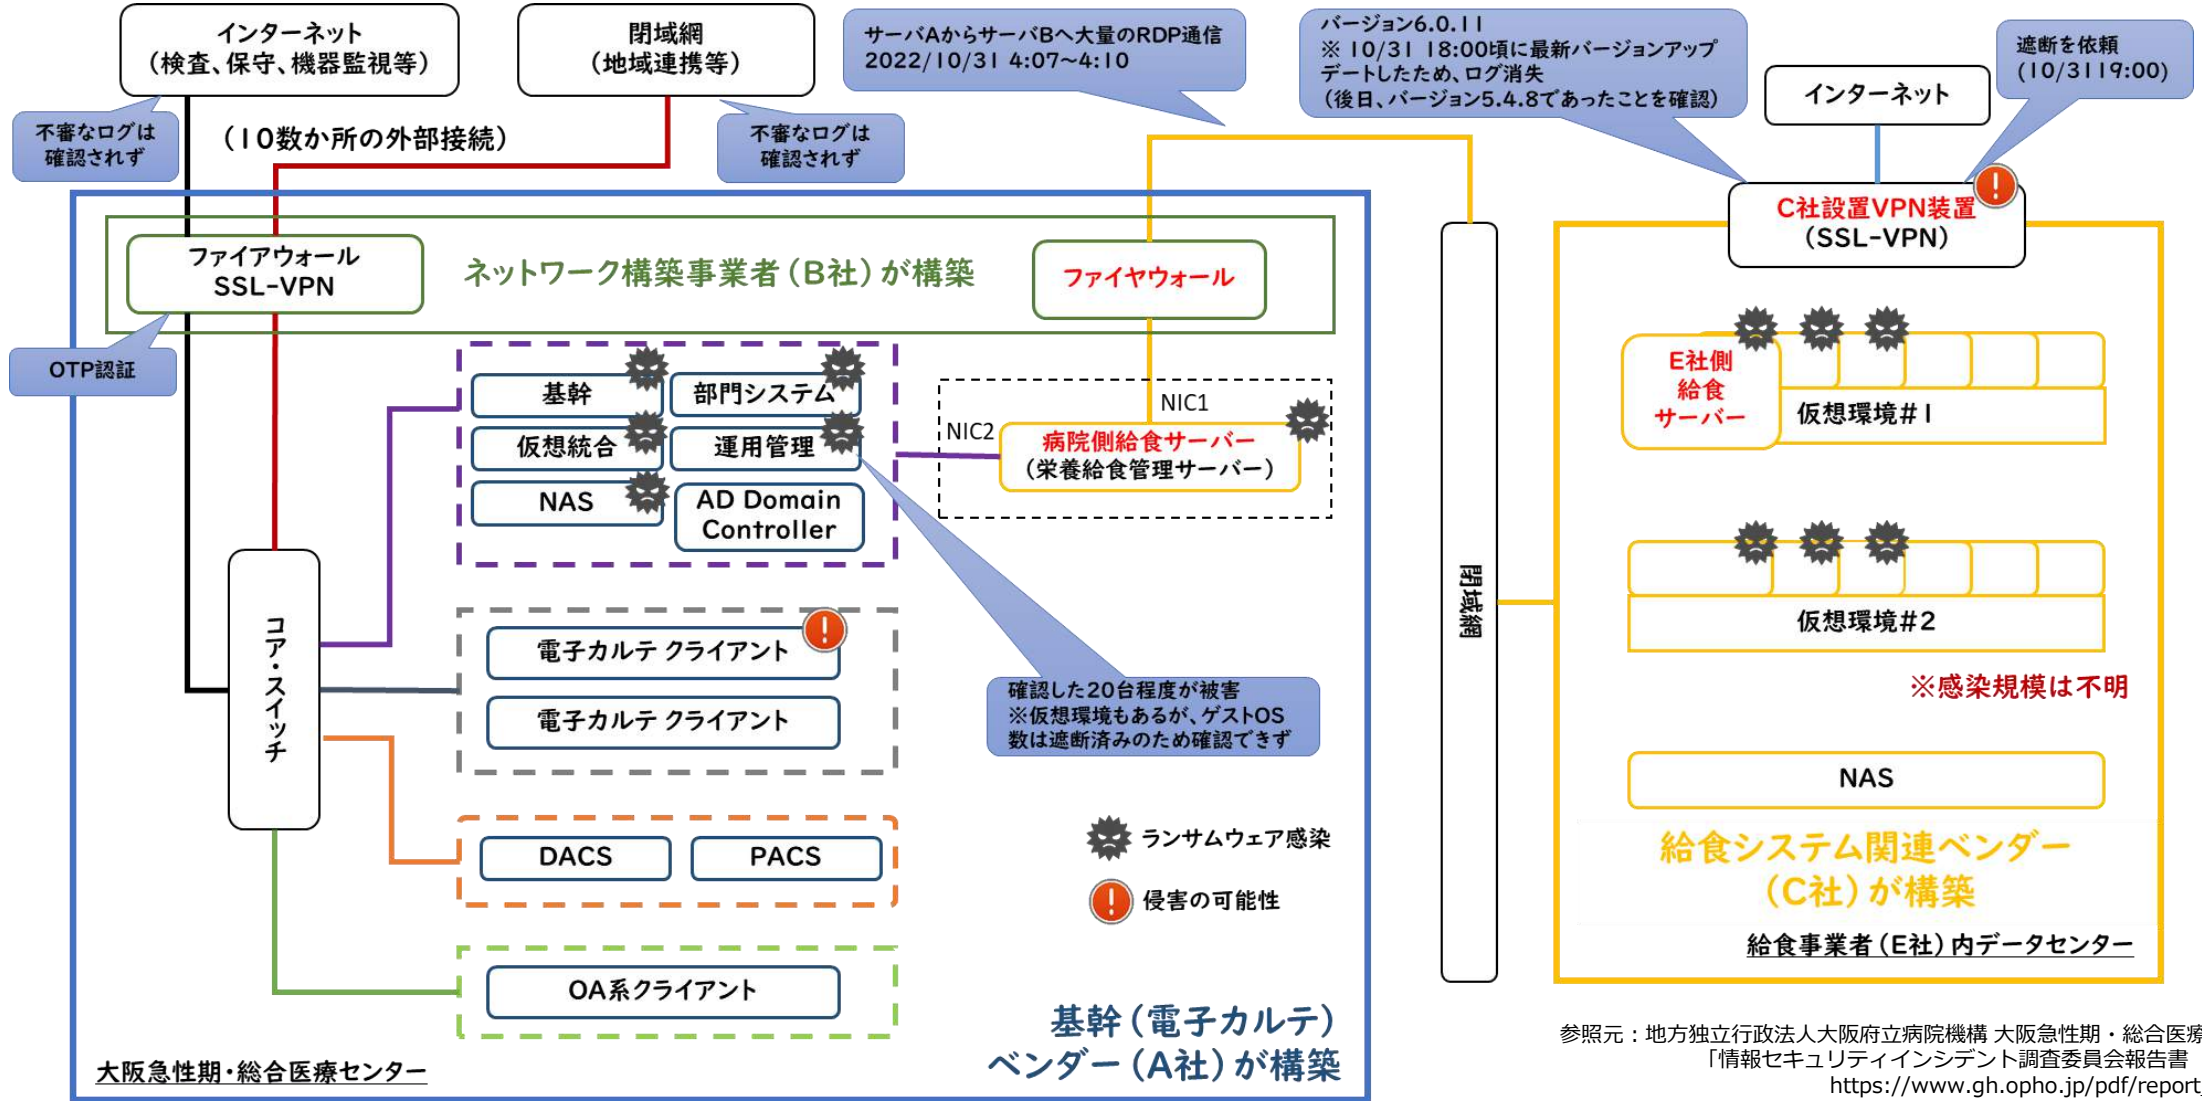 インターネット
(検査、保守、機器監視等)
閉域網
(地域連携等)
サーバAからサーバBへ大量のRDP通信
2022/10/31 4:07~4:10
バージョン6.0.11
※10/31 18:00頃に最新バージョンアップ
デートしたため、ログ消失
(後日、バージョン5.4.8であったことを確認)
インターネット
遮断を依頼
(10/3119:00)
不審なログは
確認されず
(10数か所の外部接続)
不審なログは
確認されず
C社設置VPN装置
(SSL-VPN)
ファイアウォール
SSL-VPN
ネットワーク構築事業者(B社)が構築
ファイヤウォール
OTP認証
基幹
部門システム
仮想統合
運用管理
NAS
AD Domain
Controller
NIC1
NIC2
病院側給食サーバー
(栄養給食管理サーバー)
E社側
給食
サーバー
仮想環境#1
仮想環境#2
※感染規模は不明
NAS
閉域網
コア・スイッチ
電子カルテ クライアント
電子カルテ クライアント
確認した20台程度が被害
※仮想環境もあるが、ゲストOS
数は遮断済みのため確認できず
DACS
PACS
ランサムウェア感染
侵害の可能性
OA系クライアント
給食システム関連ベンダー
(C社)が構築
給食事業者(E社)内データセンター
基幹(電子カルテ)
ベンダー(A社)が構築
大阪急性期・総合医療センター
参照元:地方独立行政法人大阪府立病院機構 大阪急性期・総合医療
「情報セキュリティインシデント調査委員会報告書
https://www.gh.opho.jp/pdf/report